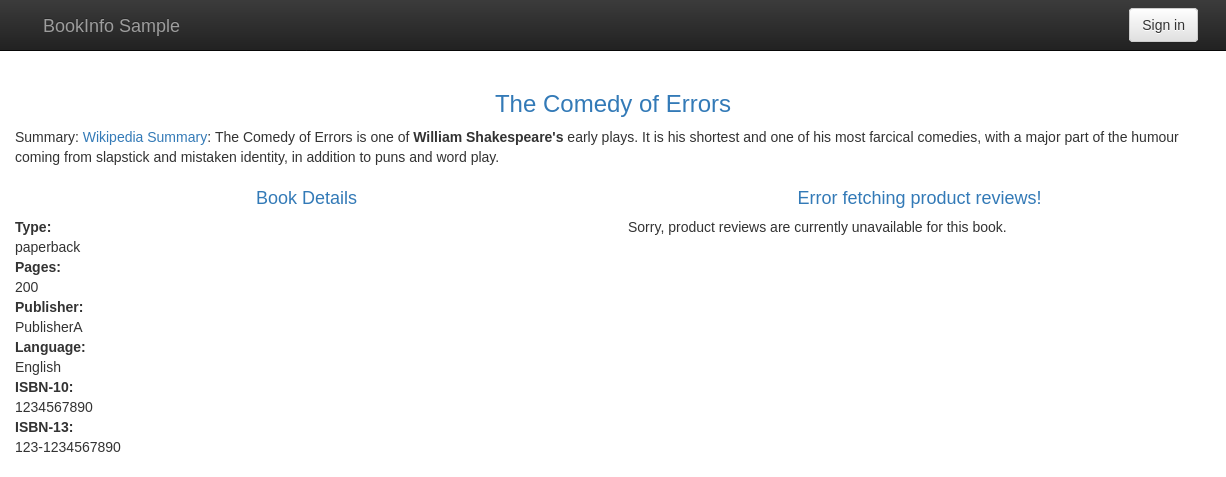 BookInfo Sample
Sign in
The Comedy of Errors
Summary: Wikipedia Summary: The Comedy of Errors is one of William Shakespeare's early plays. It is his shortest and one of his most farcical comedies, with a major part of the humour
coming from slapstick and mistaken identity, in addition to puns and word play.
Book Details
Type:
paperback
Pages:
200
Publisher:
PublisherA
Language:
English
ISBN-10:
1234567890
ISBN-13:
123-1234567890
Error fetching product reviews!
Sorry, product reviews are currently unavailable for this book.